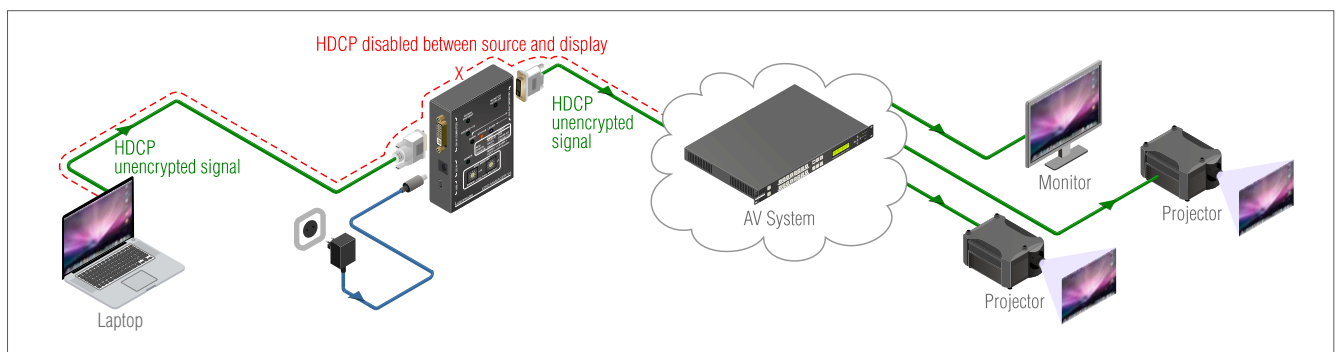 HDCP disabled between source and display
X
HDCP
unencrypted signal
HDCP
unencrypted
signal
Laptop
AV System
Monitor
Projector
Projector